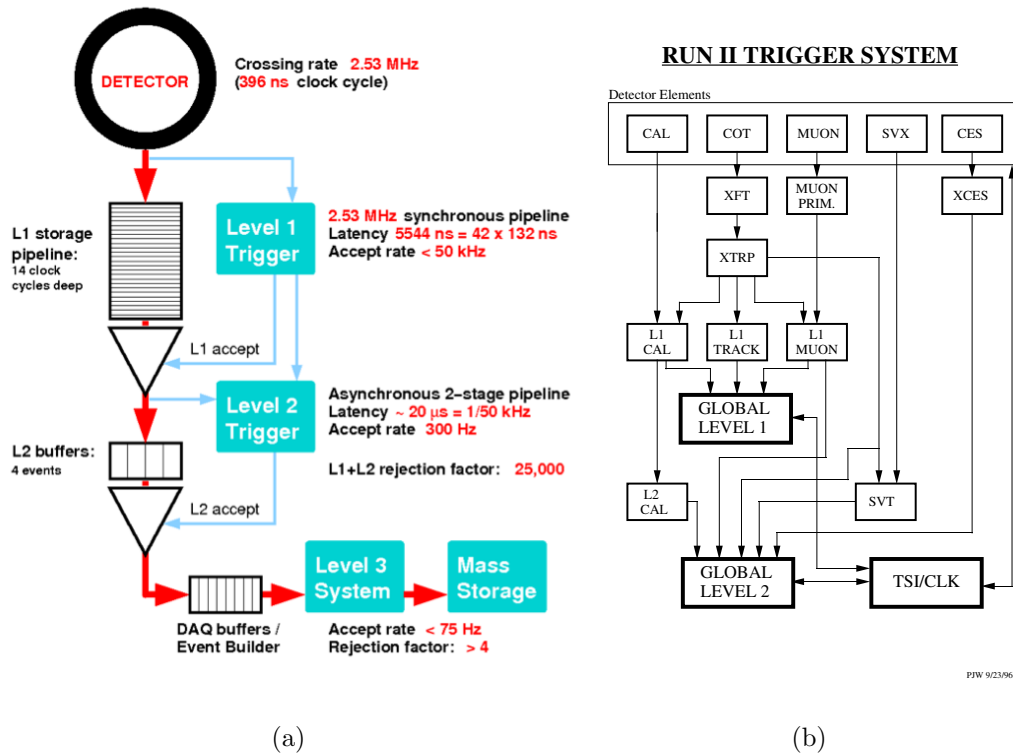 DETECTOR
Crossing rate 2.53 MHz
(396 ns clock cycle)
L1 storage
pipeline:
14 clock
cycles deep
Level 1
Trigger
2.53 MHz synchronous pipeline
Latency 5544 ns = 42 x 132 ns
Accept rate < 50 kHz
L1 accept
Level 2
Trigger
Asynchronous 2−stage pipeline
Latency ~ 20 µs = 1/50 kHz
Accept rate 300 Hz
L1+L2 rejection factor: 25,000
L2 buffers:
4 events
L2 accept
Level 3
System
Mass
Storage
DAQ buffers /
Event Builder
Accept rate < 75 Hz
Rejection factor: > 4
(a)
RUN II TRIGGER SYSTEM
Detector Elements
CAL
COT
MUON
SVX
CES
XFT
MUON
PRIM.
XCES
XTRP
L1
CAL
L1
TRACK
L1
MUON
GLOBAL
LEVEL 1
L2
CAL
SVT
GLOBAL
LEVEL 2
TSI/CLK
PJW 9/23/96
(b)